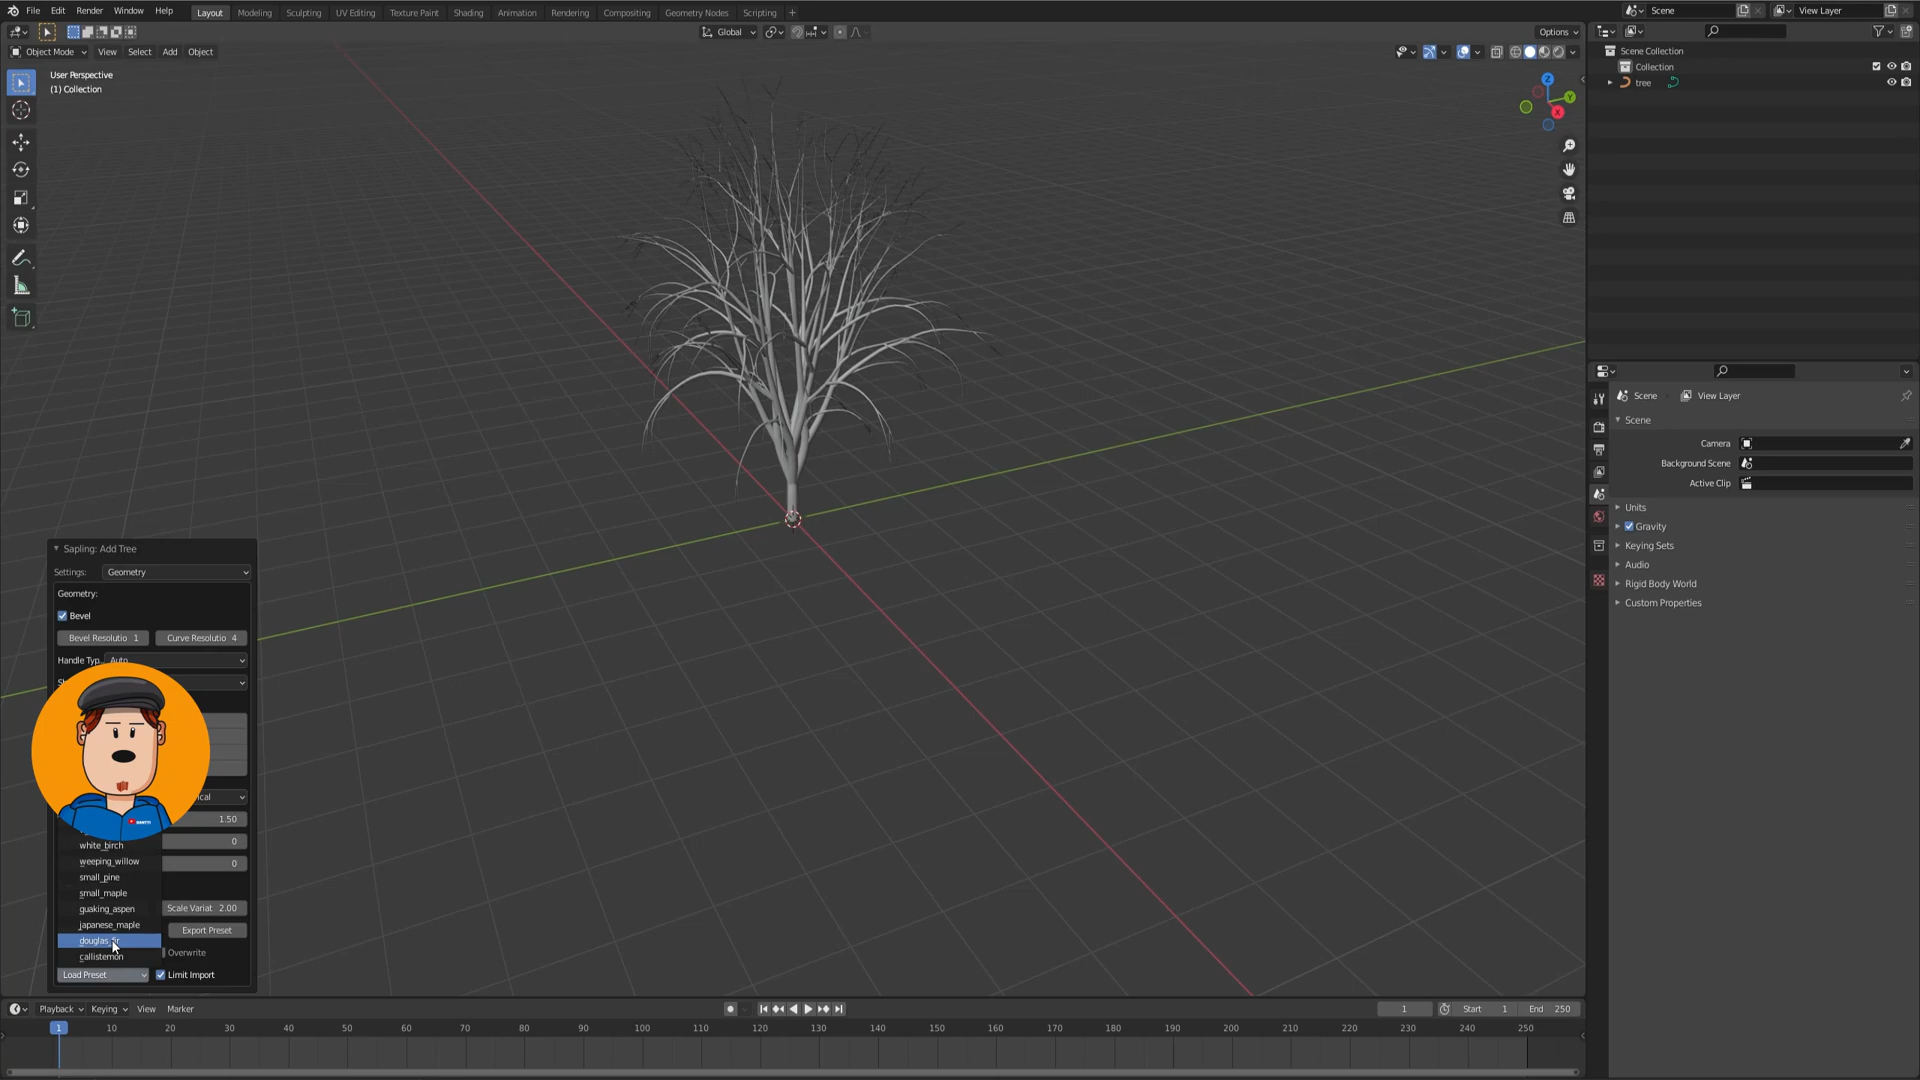 File Edit Render Window Help Layout Modeling Sculpting UV Editing Texture Paint Shading Animation Rendering Compositing Geometry Nodes Scripting + Scene View Layer
Global Options
Object Mode View Select Add Object
User Perspective
(1) Collection
Z
Y
X
Scene Collection
Collection
tree
Scene View Layer
Scene
Camera
Background Scene
Active Clip
Units
Gravity
Keying Sets
Audio
Rigid Body World
Custom Properties
Sapling: Add Tree
Settings: Geometry
Geometry:
Bevel
Bevel Resolutio 1 Curve Resolutio 4
Handle Typ Auto
1.50
white_birch 0
weeping_willow 0
small_pine
small_maple
quaking_aspen Scale Variat 2.00
japanese_maple Export Preset
douglas_fir
callistemon Overwrite
Load Preset Limit Import
Playback Keying View Marker 1 Start 1 End 250
1 10 20 30 40 50 60 70 80 90 100 110 120 130 140 150 160 170 180 190 200 210 220 230 240 250